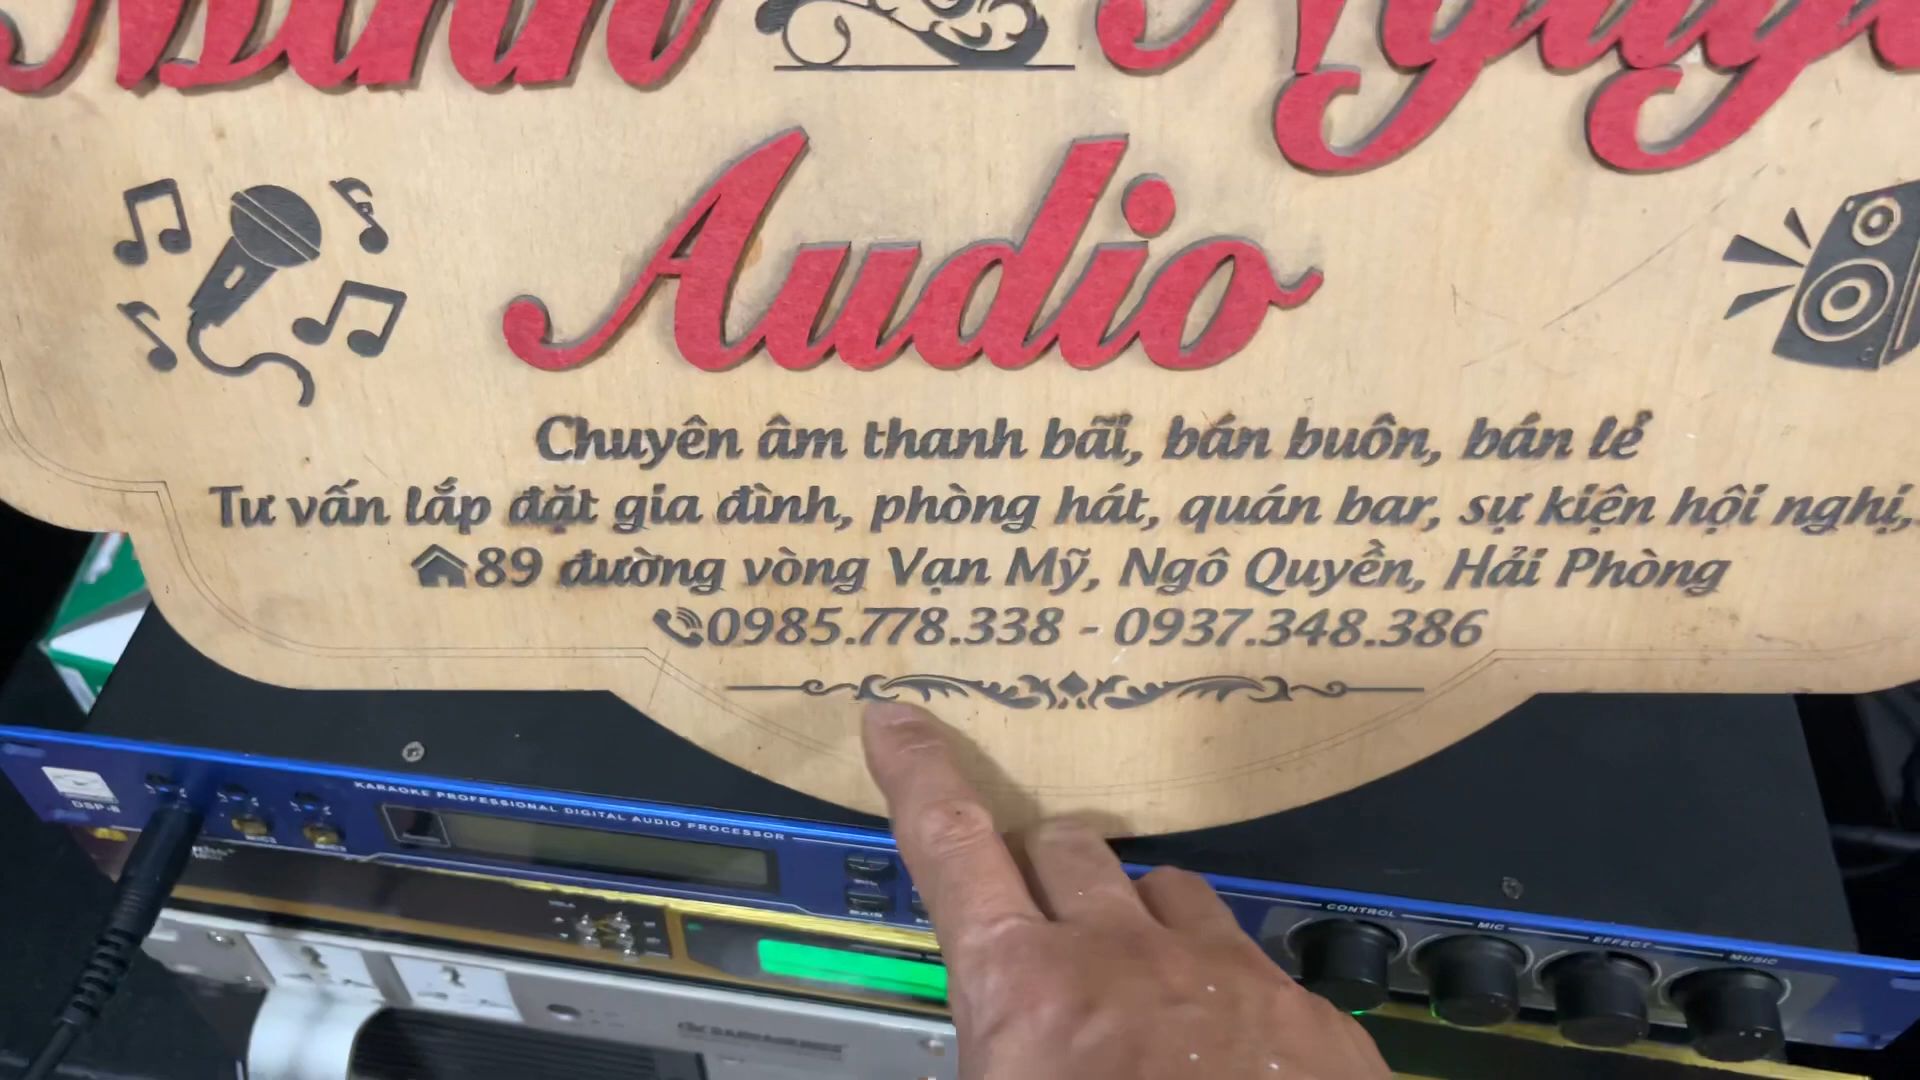 Audio
Chuyên âm thanh bãi, bán buôn, bán lẻ
Tư vấn lắp đặt gia đình, phòng hát, quán bar, sự kiện hội nghị,
89 đường vòng Vạn Mỹ, Ngô Quyền, Hải Phòng
0985.778.338 - 0937.348.386
KARAOKE PROFESSIONAL DIGITAL AUDIO PROCESSOR
CONTROL MIC EFFECT MUSIC